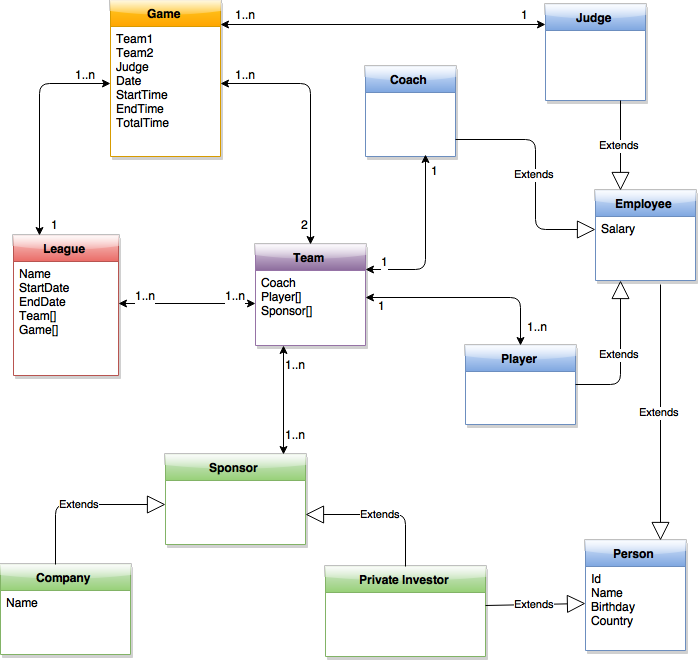 Game
Team1
Team2
Judge
Date
StartTime
EndTime
TotalTime
1..n
1
Judge
1..n
1..n
Coach
Extends
1
Extends
Employee
Salary
1
2
League
Name
StartDate
EndDate
Team[]
Game[]
1..n
1..n
Team
Coach
Player[]
Sponsor[]
1
1
1..n
Player
Extends
1..n
1..n
Extends
Sponsor
Extends
Extends
Company
Name
Private Investor
Extends
Person
Id
Name
Birthday
Country